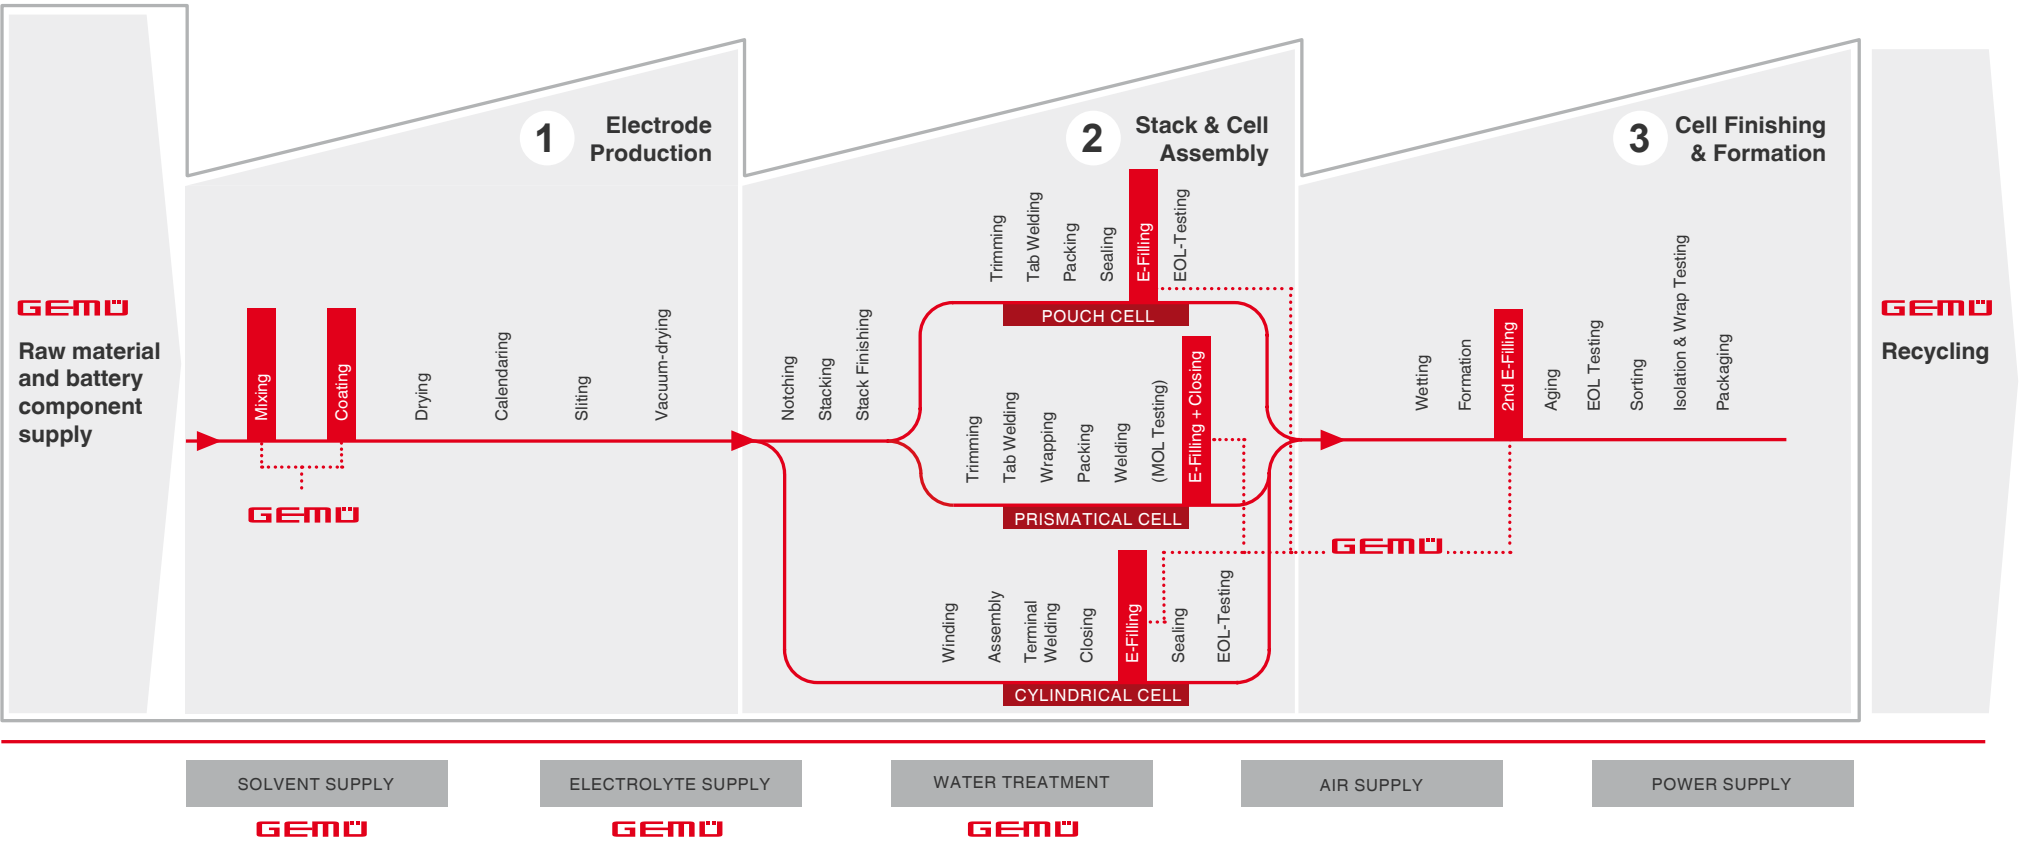 GEMÜ
Raw material
and battery
component
supply
1
Electrode
Production
Mixing
Coating
Drying
Calendaring
Sliting
Vacuum-drying
GEMÜ
2
Stack & Cell
Assembly
Notching
Stacking
Stack Finishing
Trimming
Tab Welding
Packing
Sealing
E-Filling
EOL-Testing
POUCH CELL
Trimming
Tab Welding
Wrapping
Packing
Welding
(MOL Testing)
E-Filling + Closing
PRISMATICAL CELL
Winding
Assembly
Terminal
Welding
Closing
E-Filling
Sealing
EOL-Testing
CYLINDRICAL CELL
3
Cell Finishing
& Formation
Wetting
Formation
2nd E-Filling
Aging
EOL Testing
Sorting
Isolation & Wrap Testing
Packaging
GEMÜ
GEMÜ
Recycling
SOLVENT SUPPLY
ELECTROLYTE SUPPLY
WATER TREATMENT
AIR SUPPLY
POWER SUPPLY
GEMÜ
GEMÜ
GEMÜ